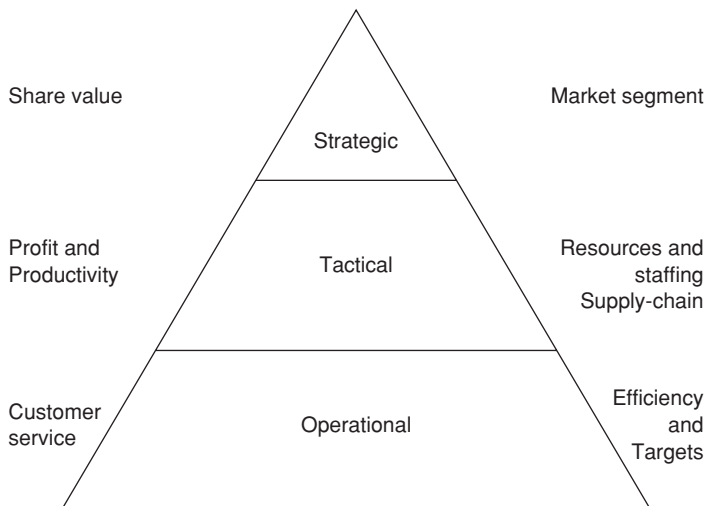 Share value
Market segment
Strategic
Profit and
Productivity
Tactical
Resources and
staffing
Supply-chain
Customer
service
Operational
Efficiency
and
Targets